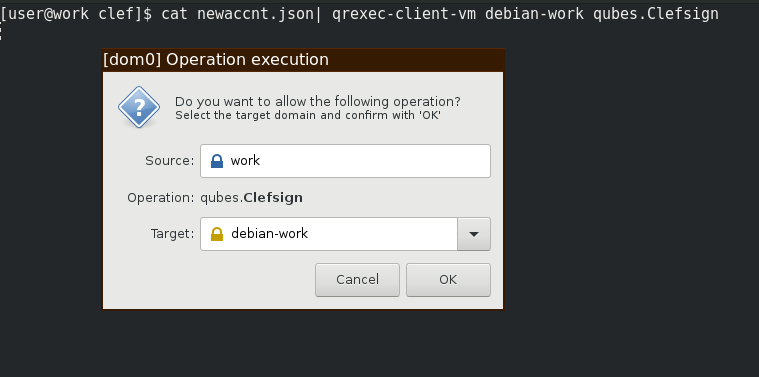 [user@work clef]$ cat newaccnt.json| qrexec-client-vm debian-work qubes.Clefsign
[dom0] Operation execution
Do you want to allow the following operation?
Select the target domain and confirm with 'OK'
Source: work
Operation: qubes.Clefsign
Target: debian-work
Cancel OK